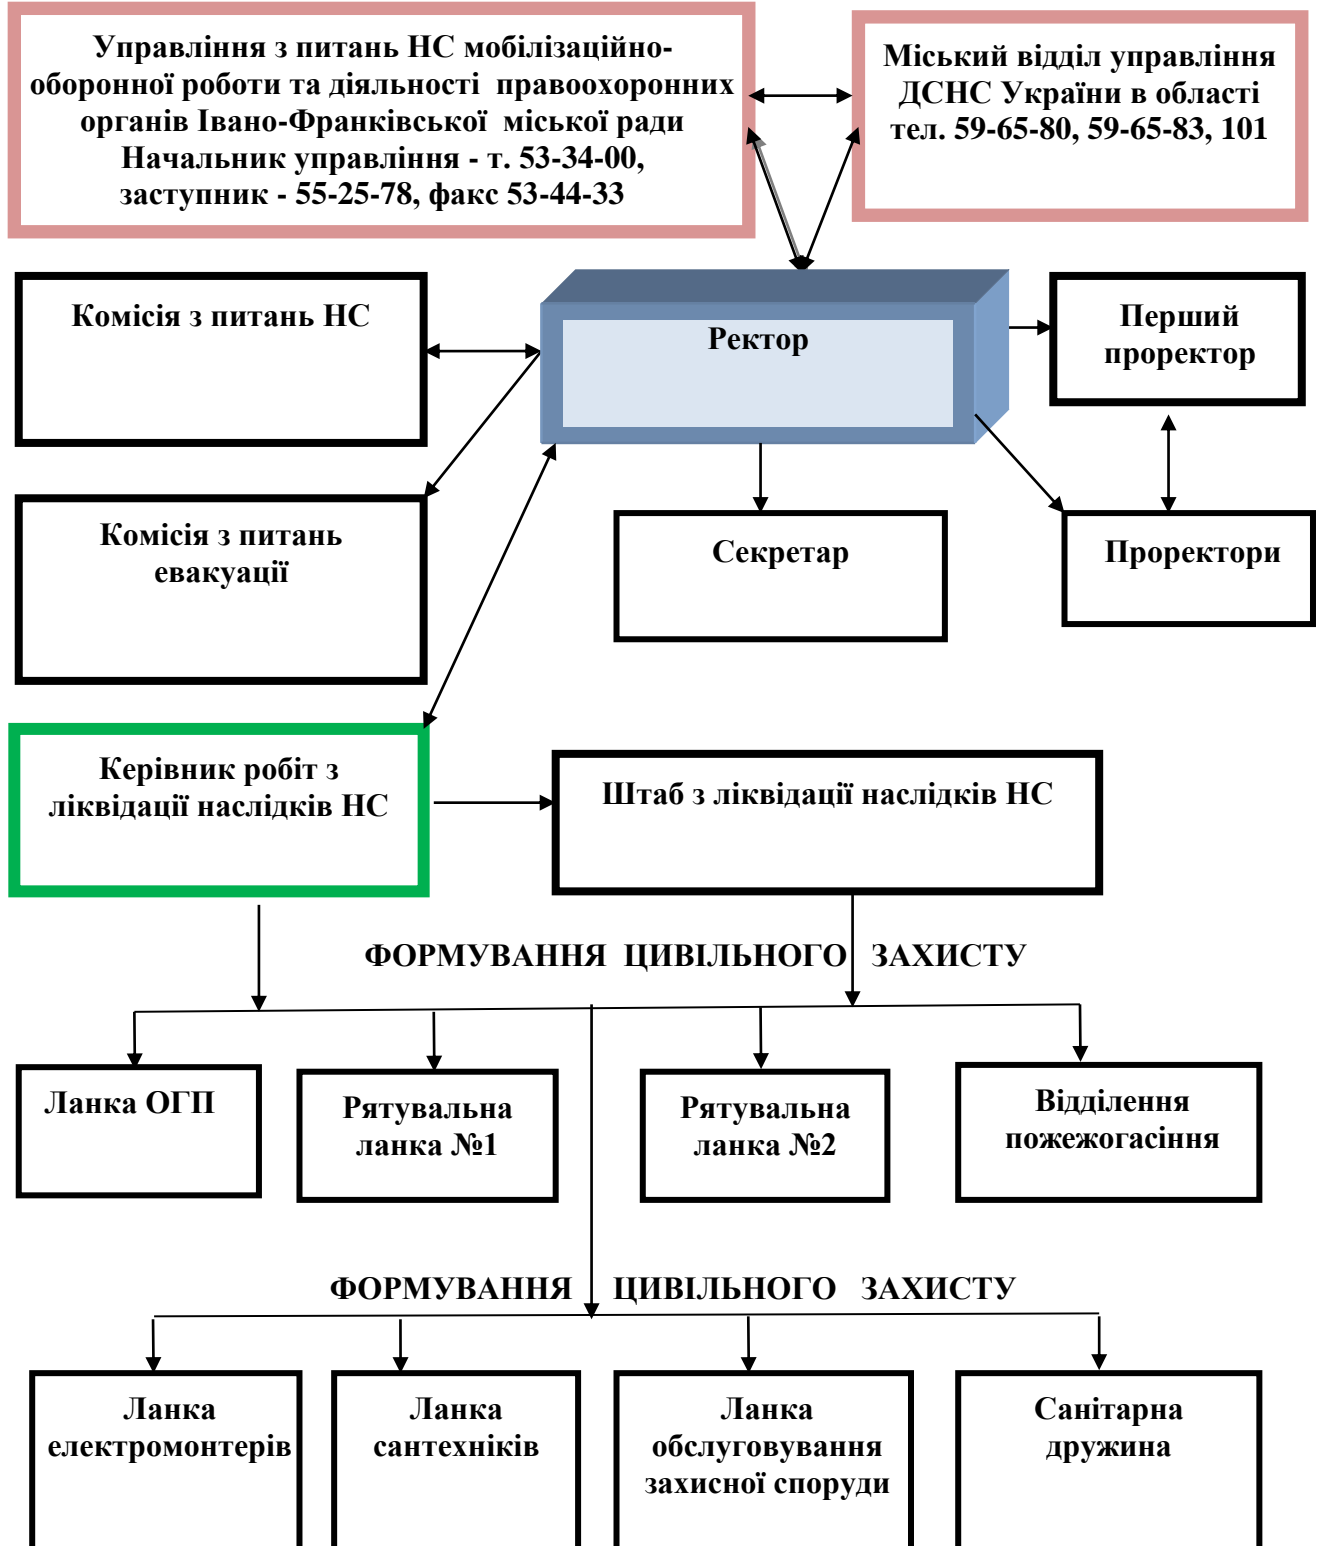 Управління з питань НС мобілізаційно-
оборонної роботи та діяльності правоохоронних
органів Івано-Франківської міської ради
Начальник управління - т. 53-34-00,
заступник - 55-25-78, факс 53-44-33
Міський відділ управління
ДСНС України в області
тел. 59-65-80, 59-65-83, 101
Комісія з питань НС
Ректор
Перший
проректор
Комісія з питань
евакуації
Секретар
Проректори
Керівник робіт з
ліквідації наслідків НС
Штаб з ліквідації наслідків НС
ФОРМУВАННЯ ЦИВІЛЬНОГО ЗАХИСТУ
Ланка ОГП
Рятувальна
ланка №1
Рятувальна
ланка №2
Відділення
пожежогасіння
ФОРМУВАННЯ ЦИВІЛЬНОГО ЗАХИСТУ
Ланка
електромонтерів
Ланка
сантехніків
Ланка
обслуговування
захисної споруди
Санітарна
дружина